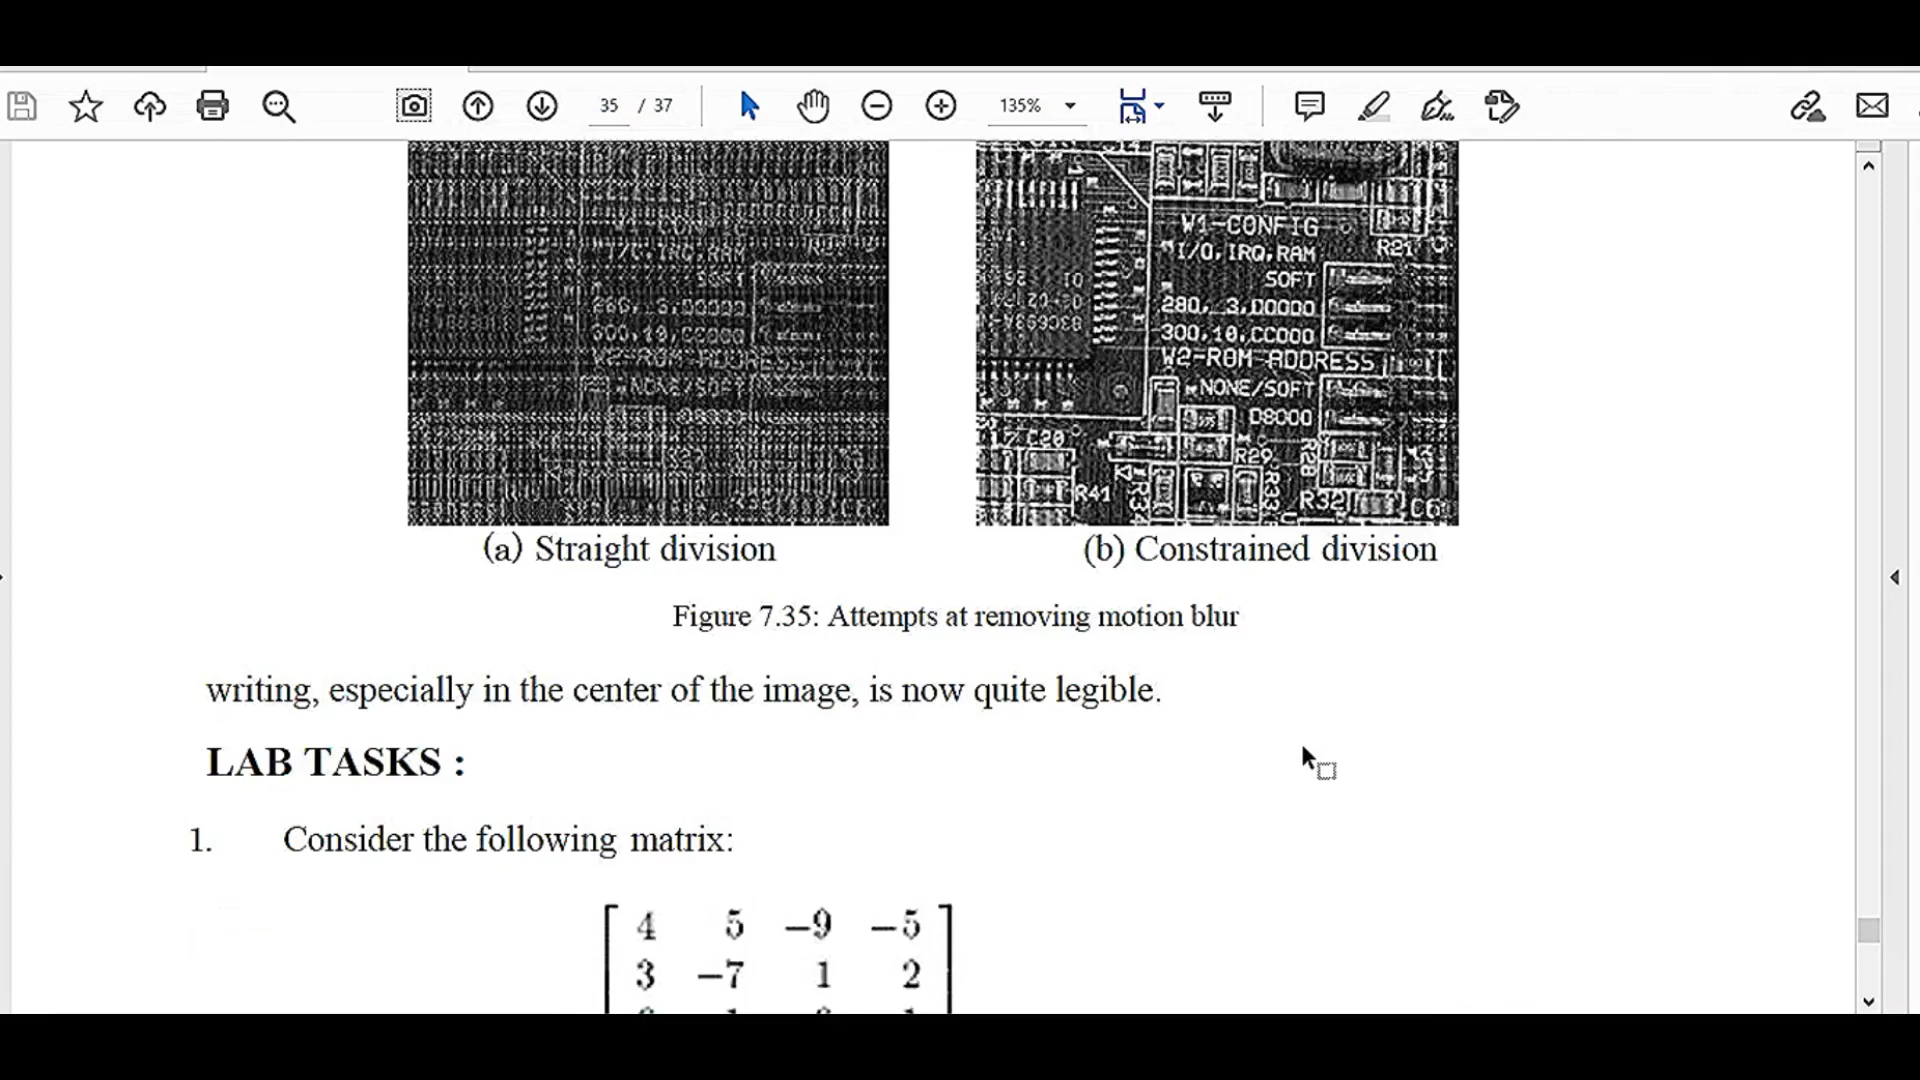 35 / 37 135%
W1-CONFIG
I/O,IRQ,RAM
R21
SOFT
280, 3,D0000
300,10,CC000
W2-ROM-ADDRESS
NONE/SOFT
D8000
C20
R29
R28
R41
R32
(a) Straight division
(b) Constrained division
Figure 7.35: Attempts at removing motion blur
writing, especially in the center of the image, is now quite legible.
LAB TASKS :
1. Consider the following matrix:
4 5 −9 −5
3 −7 1 2